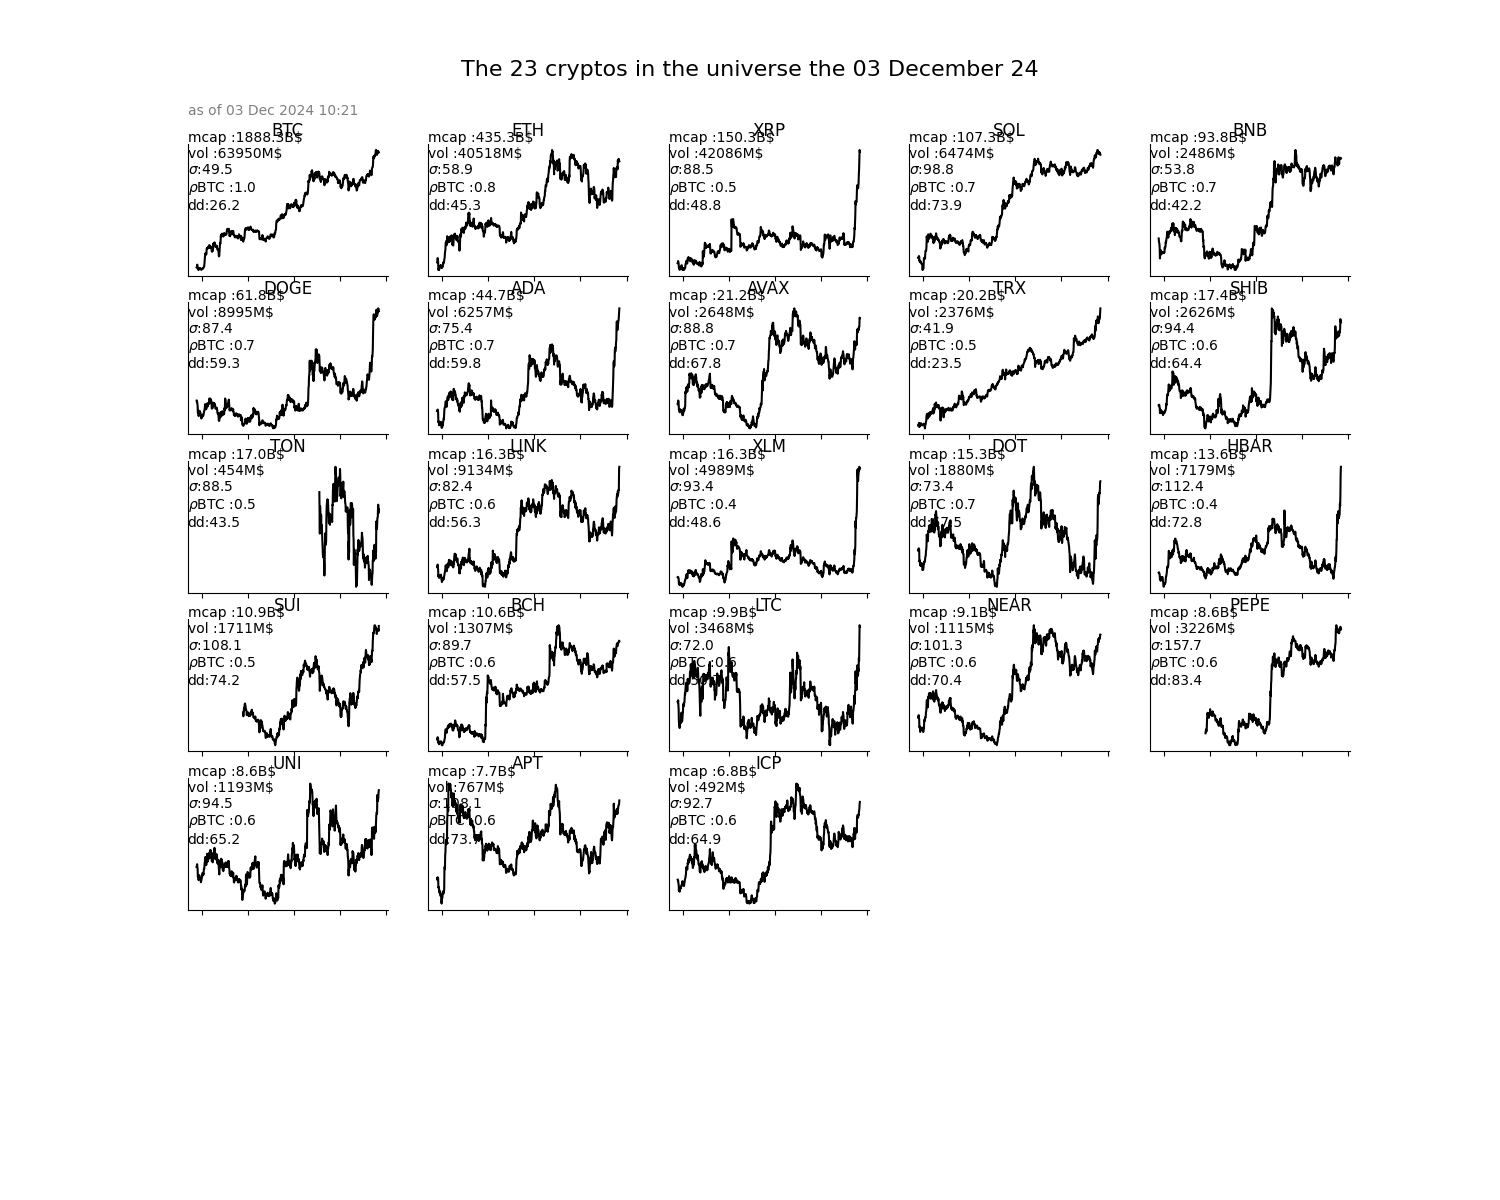 The 23 cryptos in the universe the 03 December 24
as of 03 Dec 2024 10:21
BTC
mcap :1888.3B$
vol :63950M$
σ:49.5
ρBTC :1.0
dd:26.2
ETH
mcap :435.3B$
vol :40518M$
σ:58.9
ρBTC :0.8
dd:45.3
XRP
mcap :150.3B$
vol :42086M$
σ:88.5
ρBTC :0.5
dd:48.8
SOL
mcap :107.3B$
vol :6474M$
σ:98.8
ρBTC :0.7
dd:73.9
BNB
mcap :93.8B$
vol :2486M$
σ:53.8
ρBTC :0.7
dd:42.2
DOGE
mcap :61.8B$
vol :8995M$
σ:87.4
ρBTC :0.7
dd:59.3
ADA
mcap :44.7B$
vol :6257M$
σ:75.4
ρBTC :0.7
dd:59.8
AVAX
mcap :21.2B$
vol :2648M$
σ:88.8
ρBTC :0.7
dd:67.8
TRX
mcap :20.2B$
vol :2376M$
σ:41.9
ρBTC :0.5
dd:23.5
SHIB
mcap :17.4B$
vol :2626M$
σ:94.4
ρBTC :0.6
dd:64.4
TON
mcap :17.0B$
vol :454M$
σ:88.5
ρBTC :0.5
dd:43.5
LINK
mcap :16.3B$
vol :9134M$
σ:82.4
ρBTC :0.6
dd:56.3
XLM
mcap :16.3B$
vol :4989M$
σ:93.4
ρBTC :0.4
dd:48.6
DOT
mcap :15.3B$
vol :1880M$
σ:73.4
ρBTC :0.7
HBAR
mcap :13.6B$
vol :7179M$
σ:112.4
ρBTC :0.4
dd:72.8
SUI
mcap :10.9B$
vol :1711M$
σ:108.1
ρBTC :0.5
dd:74.2
BCH
mcap :10.6B$
vol :1307M$
σ:89.7
ρBTC :0.6
dd:57.5
LTC
mcap :9.9B$
vol :3468M$
σ:72.0
ρBTC :0.6
NEAR
mcap :9.1B$
vol :1115M$
σ:101.3
ρBTC :0.6
dd:70.4
PEPE
mcap :8.6B$
vol :3226M$
σ:157.7
ρBTC :0.6
dd:83.4
UNI
mcap :8.6B$
vol :1193M$
σ:94.5
ρBTC :0.6
dd:65.2
APT
mcap :7.7B$
vol :767M$
σ:108.1
ρBTC :0.6
ICP
mcap :6.8B$
vol :492M$
σ:92.7
ρBTC :0.6
dd:64.9